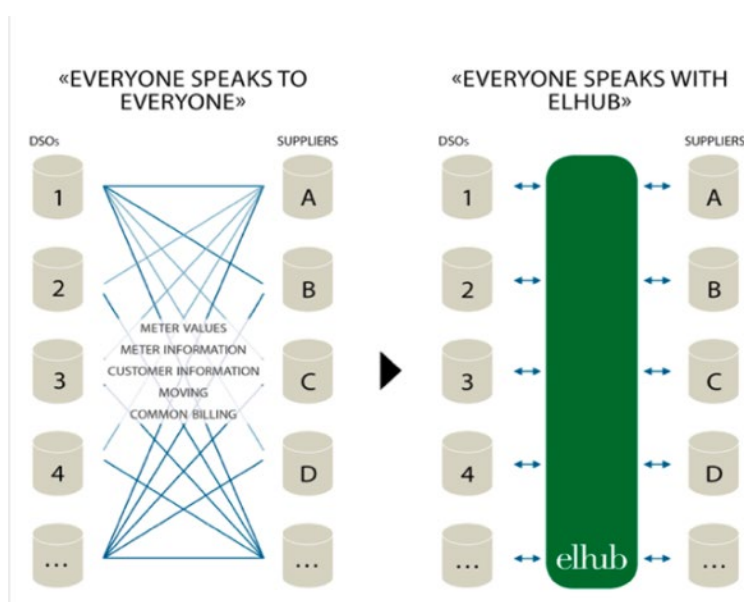 «EVERYONE SPEAKS TO
EVERYONE»
DSOs
SUPPLIERS
1
A
2
B
METER VALUES
METER INFORMATION
3
CUSTOMER INFORMATION
C
MOVING
COMMON BILLING
4
D
...
...
«EVERYONE SPEAKS WITH
ELHUB»
DSOs
SUPPLIERS
1
A
2
B
3
C
4
D
...
elhub
...